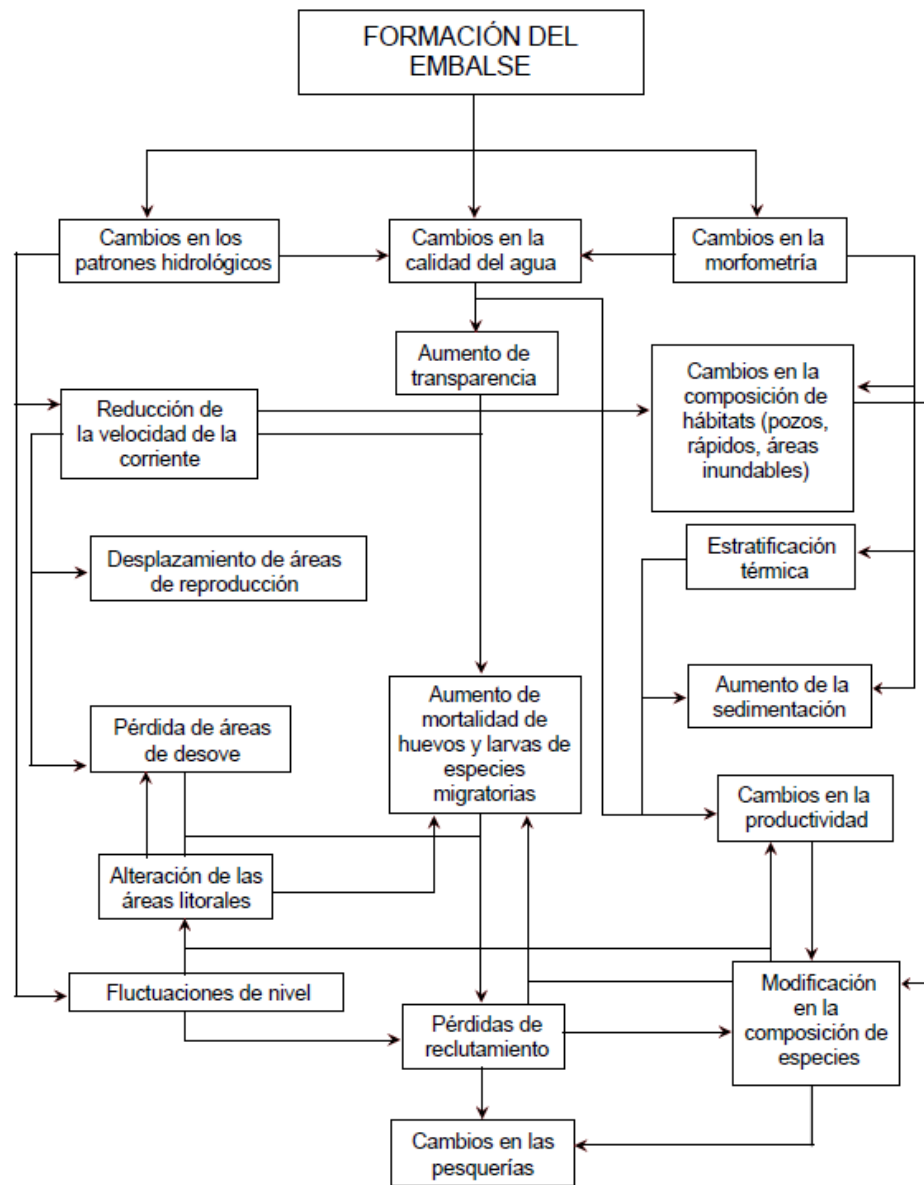 FORMACIÓN DEL
EMBALSE
Cambios en los
patrones hidrológicos
Cambios en la
calidad del agua
Cambios en la
morfometría
Aumento de
transparencia
Cambios en la
composición de
hábitats (pozos,
rápidos, áreas
inundables)
Reducción de
la velocidad de la
corriente
Estratificación
térmica
Desplazamiento de áreas
de reproducción
Aumento de la
sedimentación
Aumento de
mortalidad de
huevos y larvas de
especies
migratorias
Pérdida de áreas
de desove
Cambios en la
productividad
Alteración de las
áreas litorales
Fluctuaciones de nivel
Modificación
en la
composición de
especies
Pérdidas de
reclutamiento
Cambios en las
pesquerías